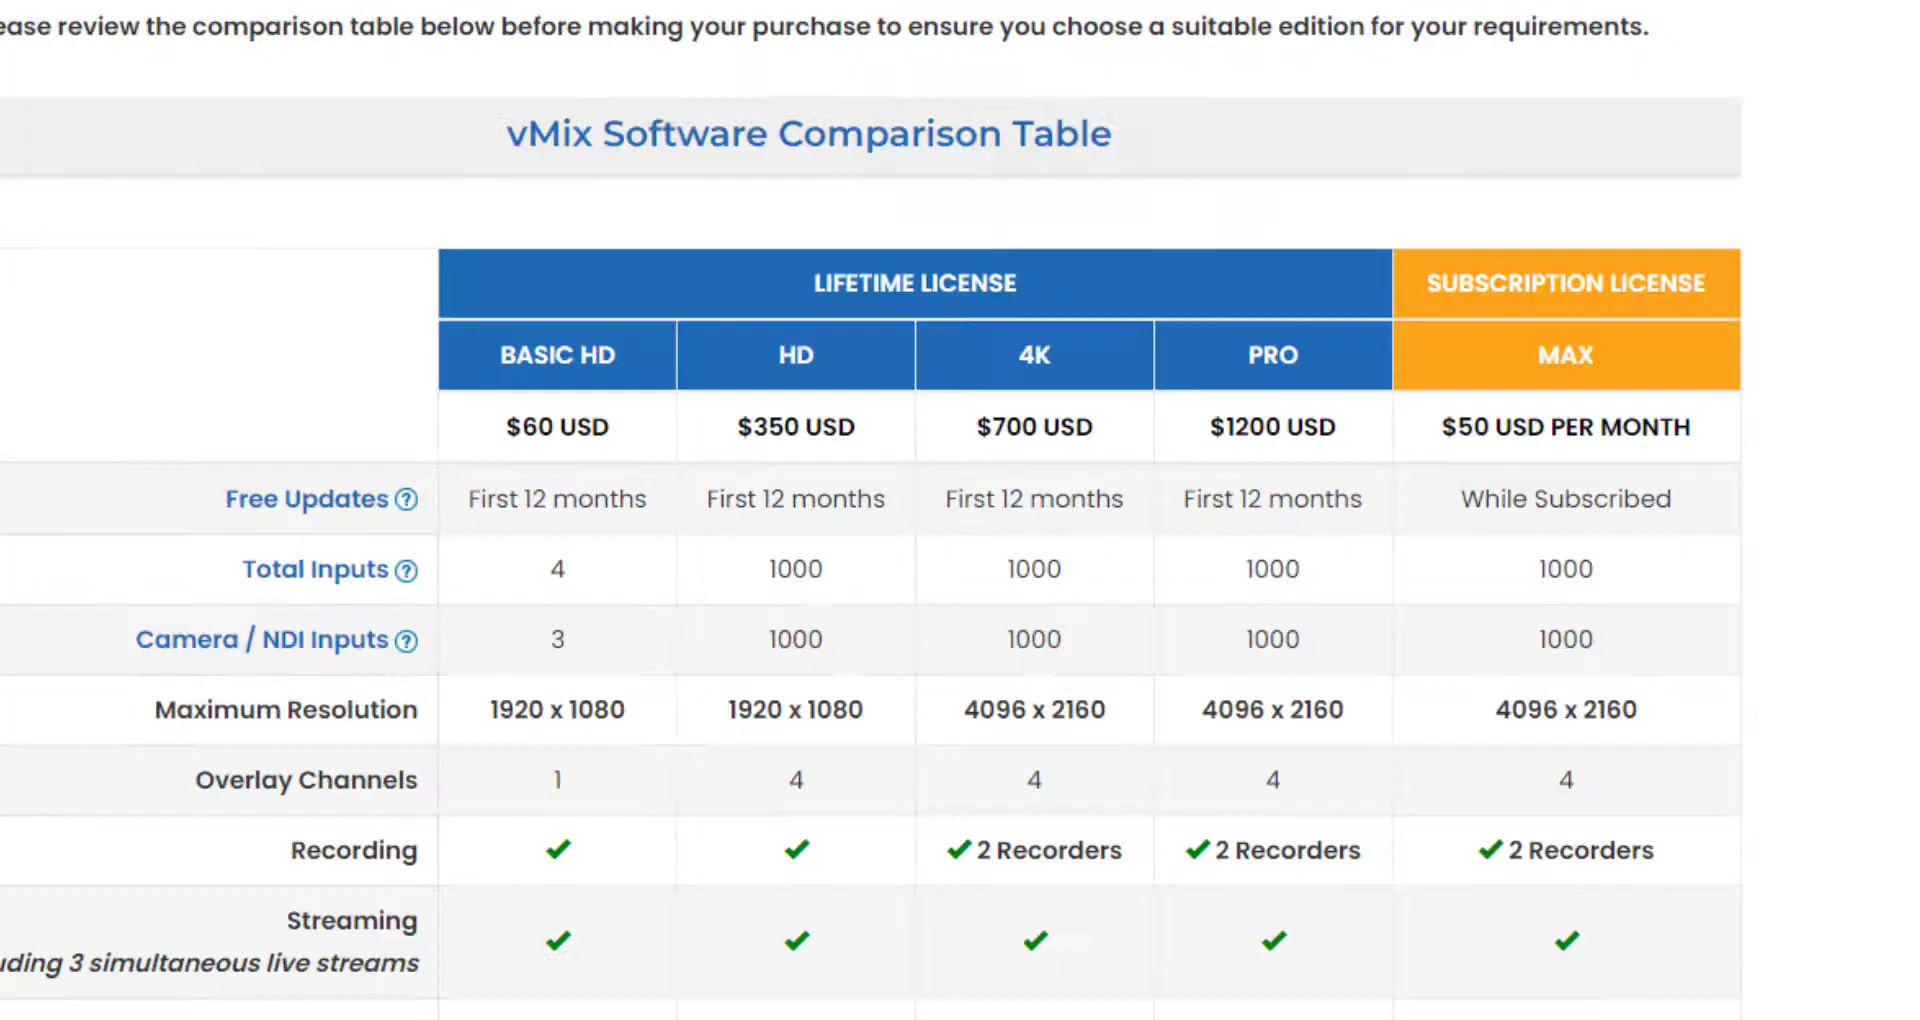 review the comparison table below before making your purchase to ensure you choose a suitable edition for your requirements.
vMix Software Comparison Table
LIFETIME LICENSE SUBSCRIPTION LICENSE
BASIC HD HD 4K PRO MAX
$60 USD $350 USD $700 USD $1200 USD $50 USD PER MONTH
Free Updates ? First 12 months First 12 months First 12 months First 12 months While Subscribed
Total Inputs ? 4 1000 1000 1000 1000
Camera / NDI Inputs ? 3 1000 1000 1000 1000
Maximum Resolution 1920 x 1080 1920 x 1080 4096 x 2160 4096 x 2160 4096 x 2160
Overlay Channels 1 4 4 4 4
Recording ✔ ✔ ✔ 2 Recorders ✔ 2 Recorders ✔ 2 Recorders
Streaming ✔ ✔ ✔ ✔ ✔
3 simultaneous live streams